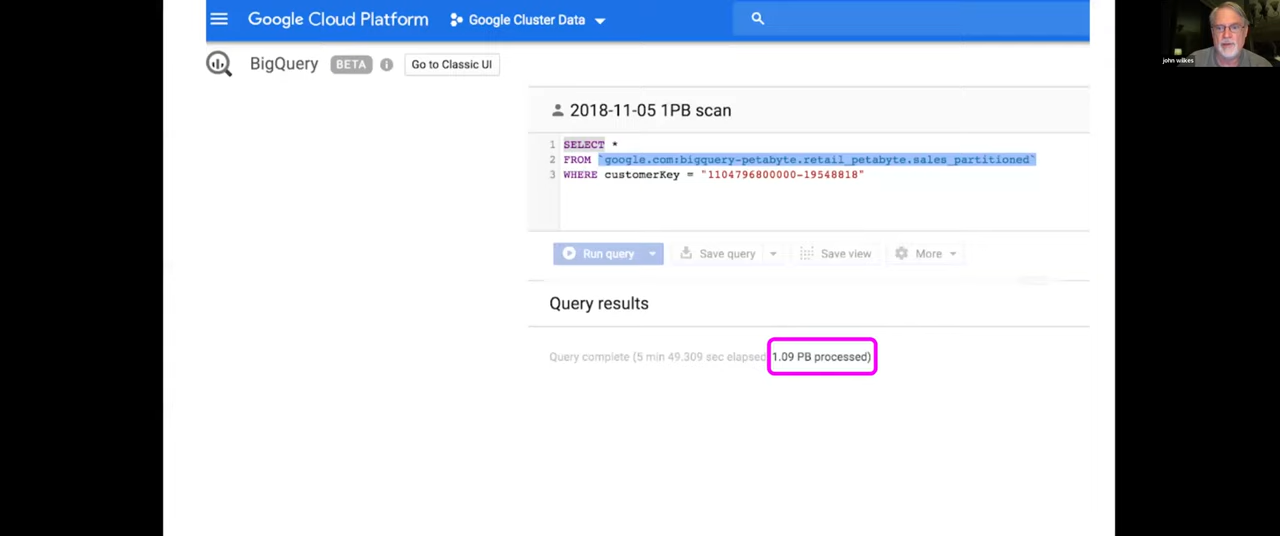 Google Cloud Platform Google Cluster Data
BigQuery BETA Go to Classic UI
john wilkes
2018-11-05 1PB scan
1 SELECT *
2 FROM `google.com:bigquery-petabyte.retail_petabyte.sales_partitioned`
3 WHERE customerKey = "1104796800000-19548818"
Run query Save query Save view More
Query results
Query complete (5 min 49.309 sec elapsed 1.09 PB processed)